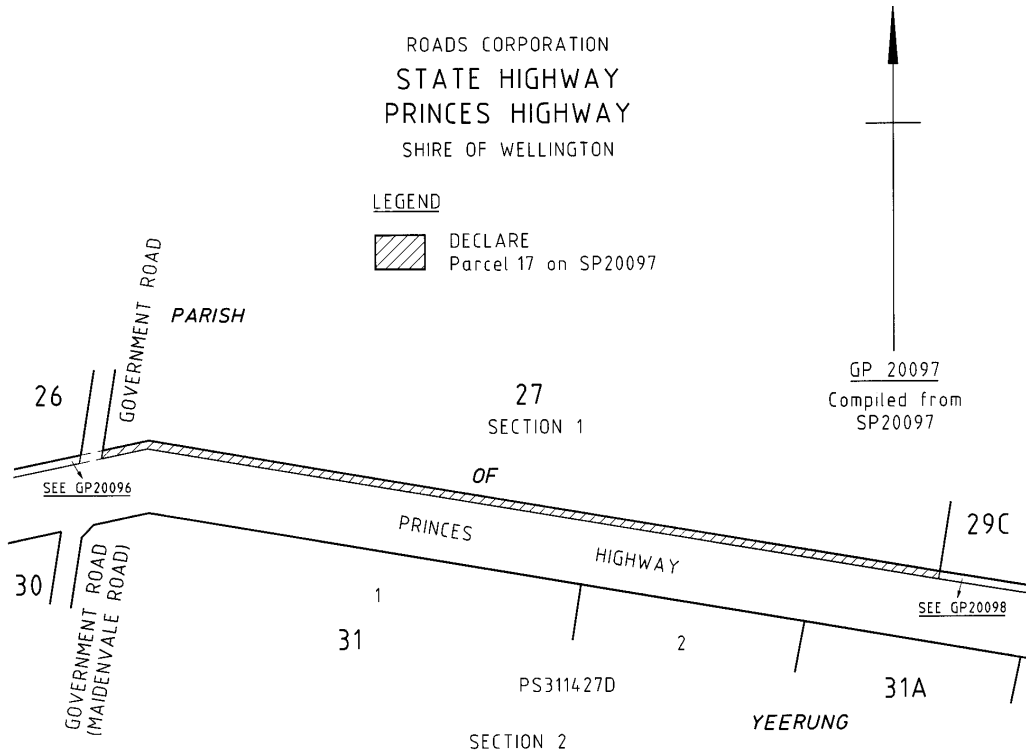 ROADS CORPORATION
STATE HIGHWAY
PRINCES HIGHWAY
SHIRE OF WELLINGTON
LEGEND
DECLARE
Parcel 17 on SP20097
GOVERNMENT ROAD
PARISH
26
27
SECTION 1
GP 20097
Compiled from
SP20097
SEE GP20096
OF
PRINCES
HIGHWAY
29C
SEE GP20098
30
GOVERNMENT ROAD
(MAIDENVALE ROAD)
1
31
2
PS311427D
31A
YEERUNG
SECTION 2